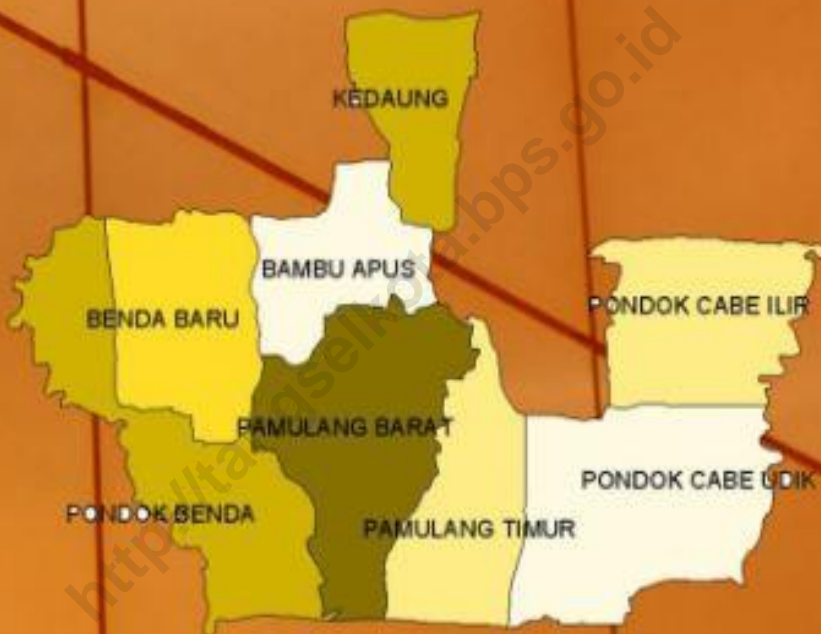 KEDAUNG
BAMBU APUS
BENDA BARU
PONDOK CABE ILIR
PAMULANG BARAT
PONDOK CABE UDIK
PONDOK BENDA
PAMULANG TIMUR
http://tangselkota.bps.go.id